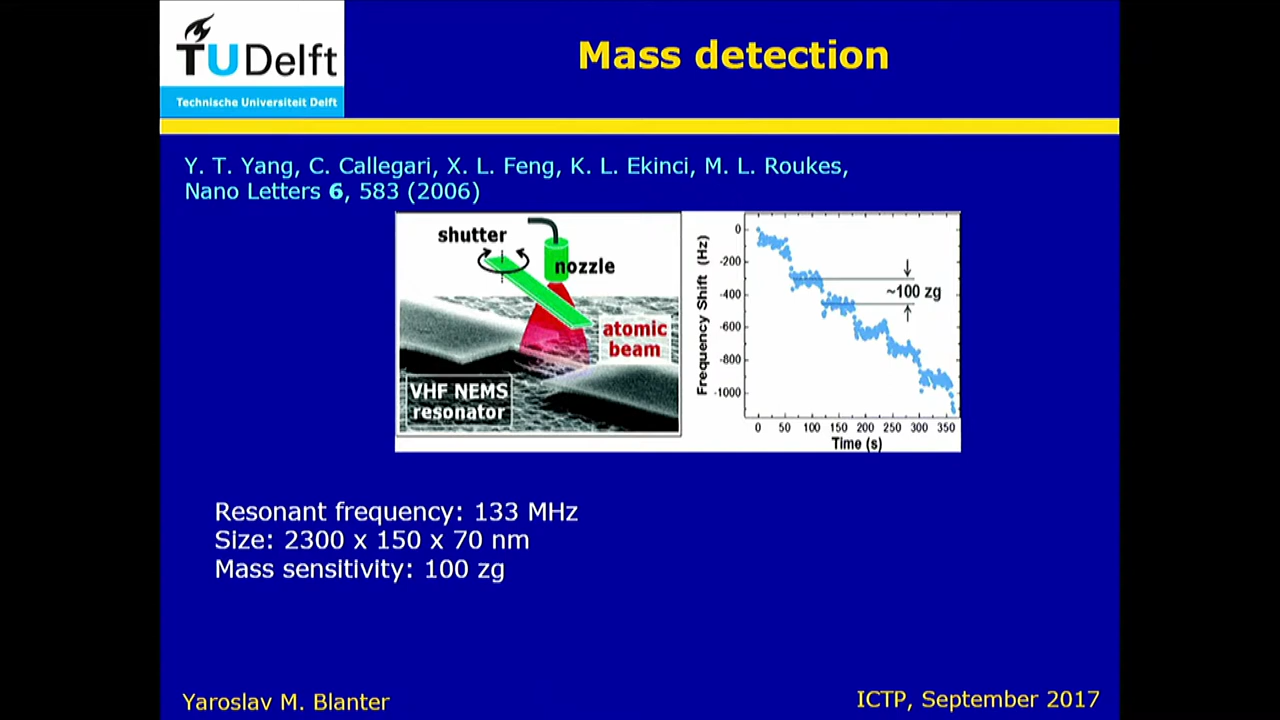 TU Delft
Technische Universiteit Delft
Mass detection
Y. T. Yang, C. Callegari, X. L. Feng, K. L. Ekinci, M. L. Roukes,
Nano Letters 6, 583 (2006)
shutter
nozzle
atomic
beam
VHF NEMS
resonator
Frequency Shift (Hz)
0
-200
-400
-600
-800
-1000
~100 zg
0 50 100 150 200 250 300 350
Time (s)
Resonant frequency: 133 MHz
Size: 2300 x 150 x 70 nm
Mass sensitivity: 100 zg
Yaroslav M. Blanter
ICTP, September 2017